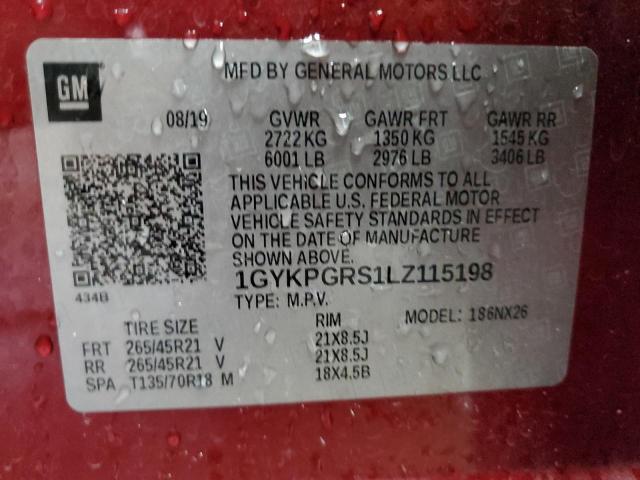 GM
MFD BY GENERAL MOTORS LLC
08/19 GVWR GAWR FRT GAWR RR
2722 KG 1350 KG 1545 KG
6001 LB 2976 LB 3406 LB
THIS VEHICLE CONFORMS TO ALL
APPLICABLE U.S. FEDERAL MOTOR
VEHICLE SAFETY STANDARDS IN EFFECT
ON THE DATE OF MANUFACTURE
SHOWN ABOVE.
434B 1GYKPGRS1LZ115198
TYPE: M.P.V. MODEL: 186NX26
TIRE SIZE RIM
FRT 265/45R21 V 21X8.5J
RR 265/45R21 V 21X8.5J
SPA T135/70R18 M 18X4.5B